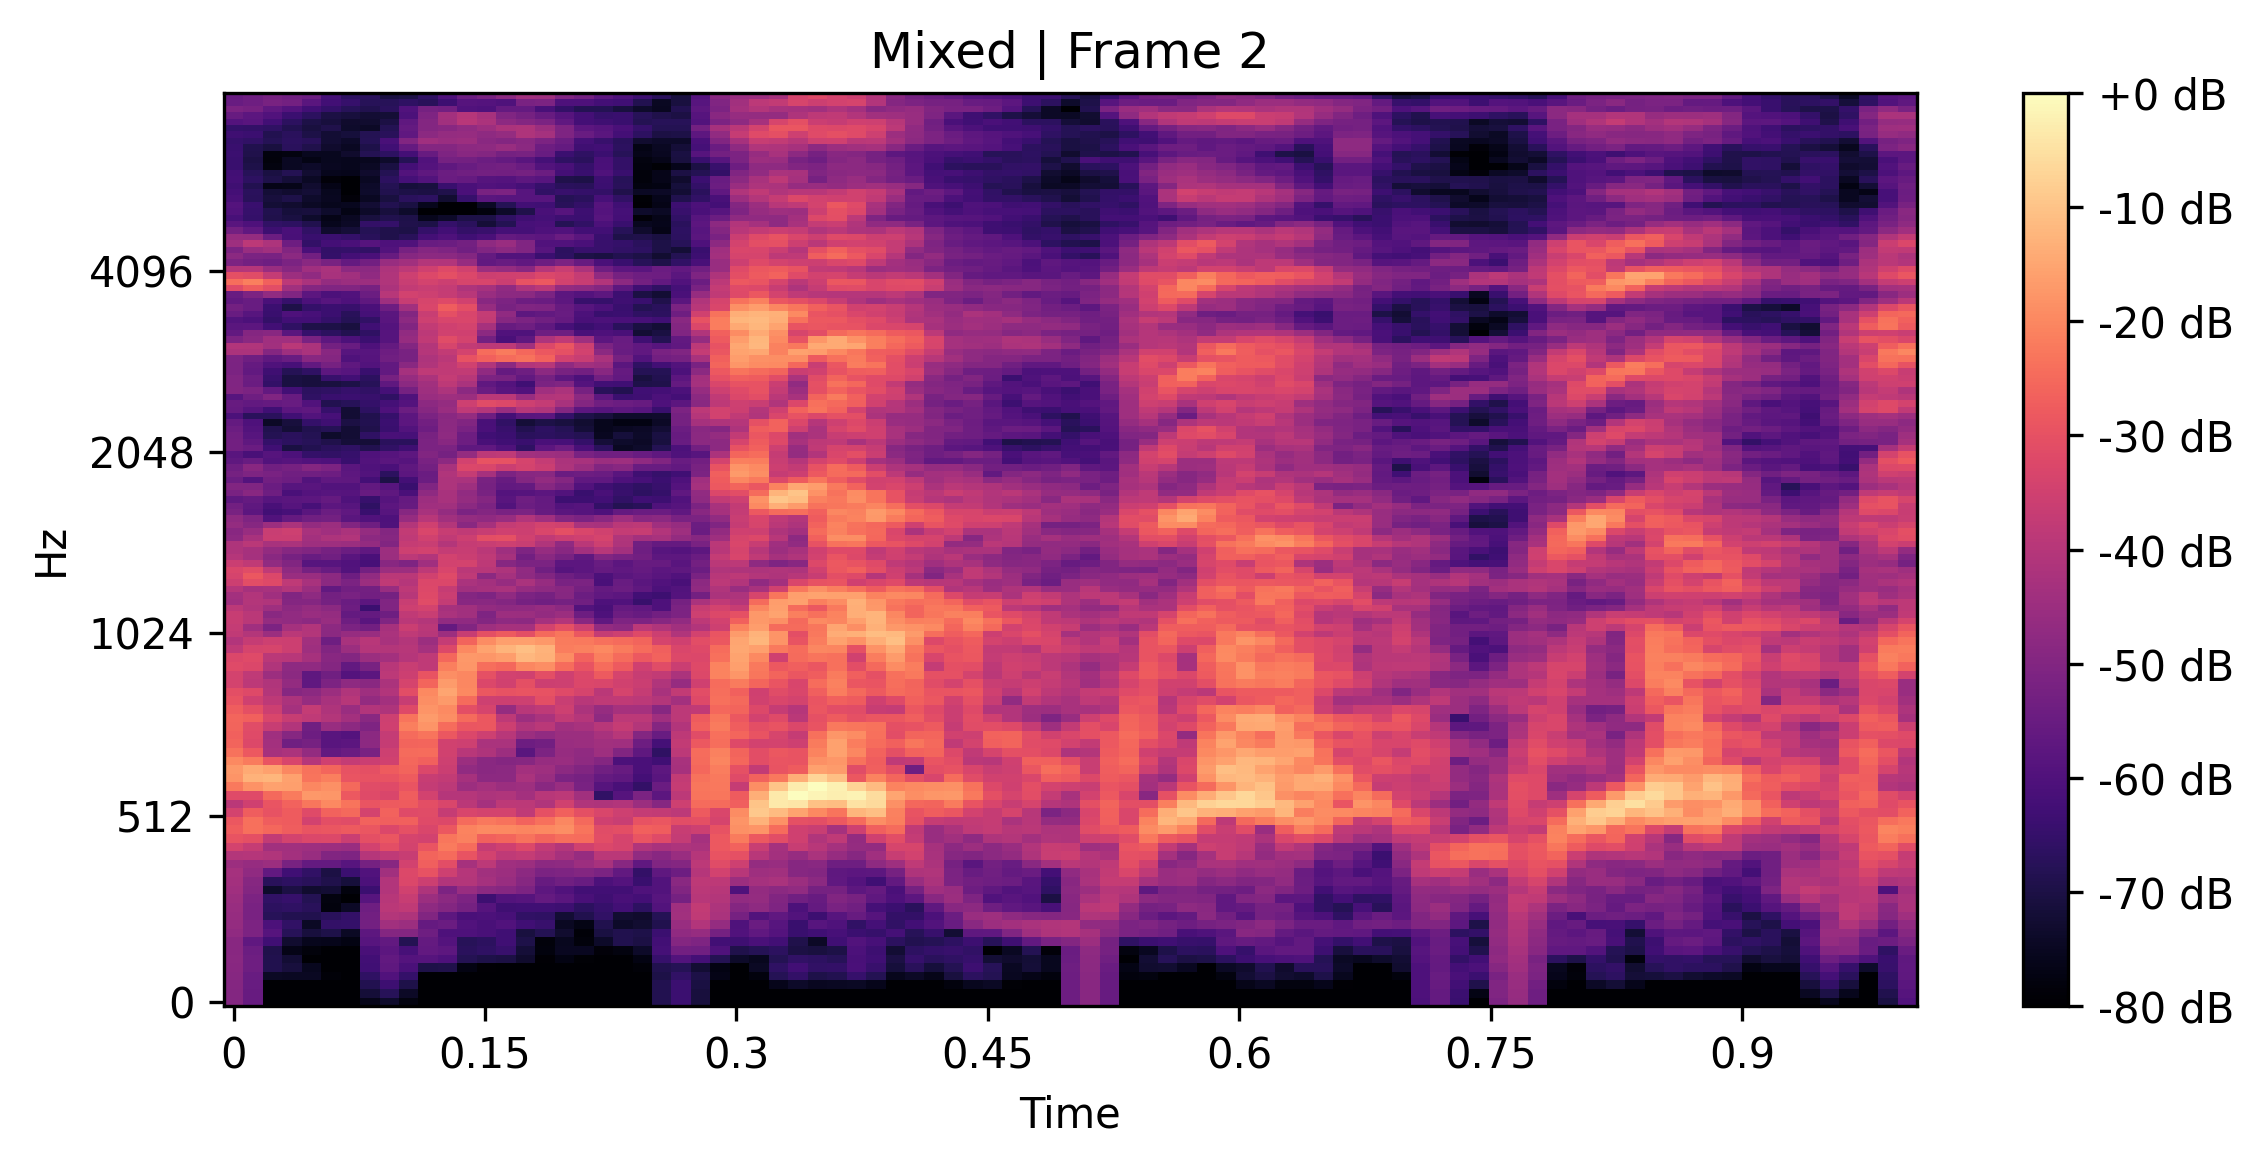 Mixed | Frame 2
Hz
4096
2048
1024
512
0
0 0.15 0.3 0.45 0.6 0.75 0.9
Time
+0 dB
-10 dB
-20 dB
-30 dB
-40 dB
-50 dB
-60 dB
-70 dB
-80 dB